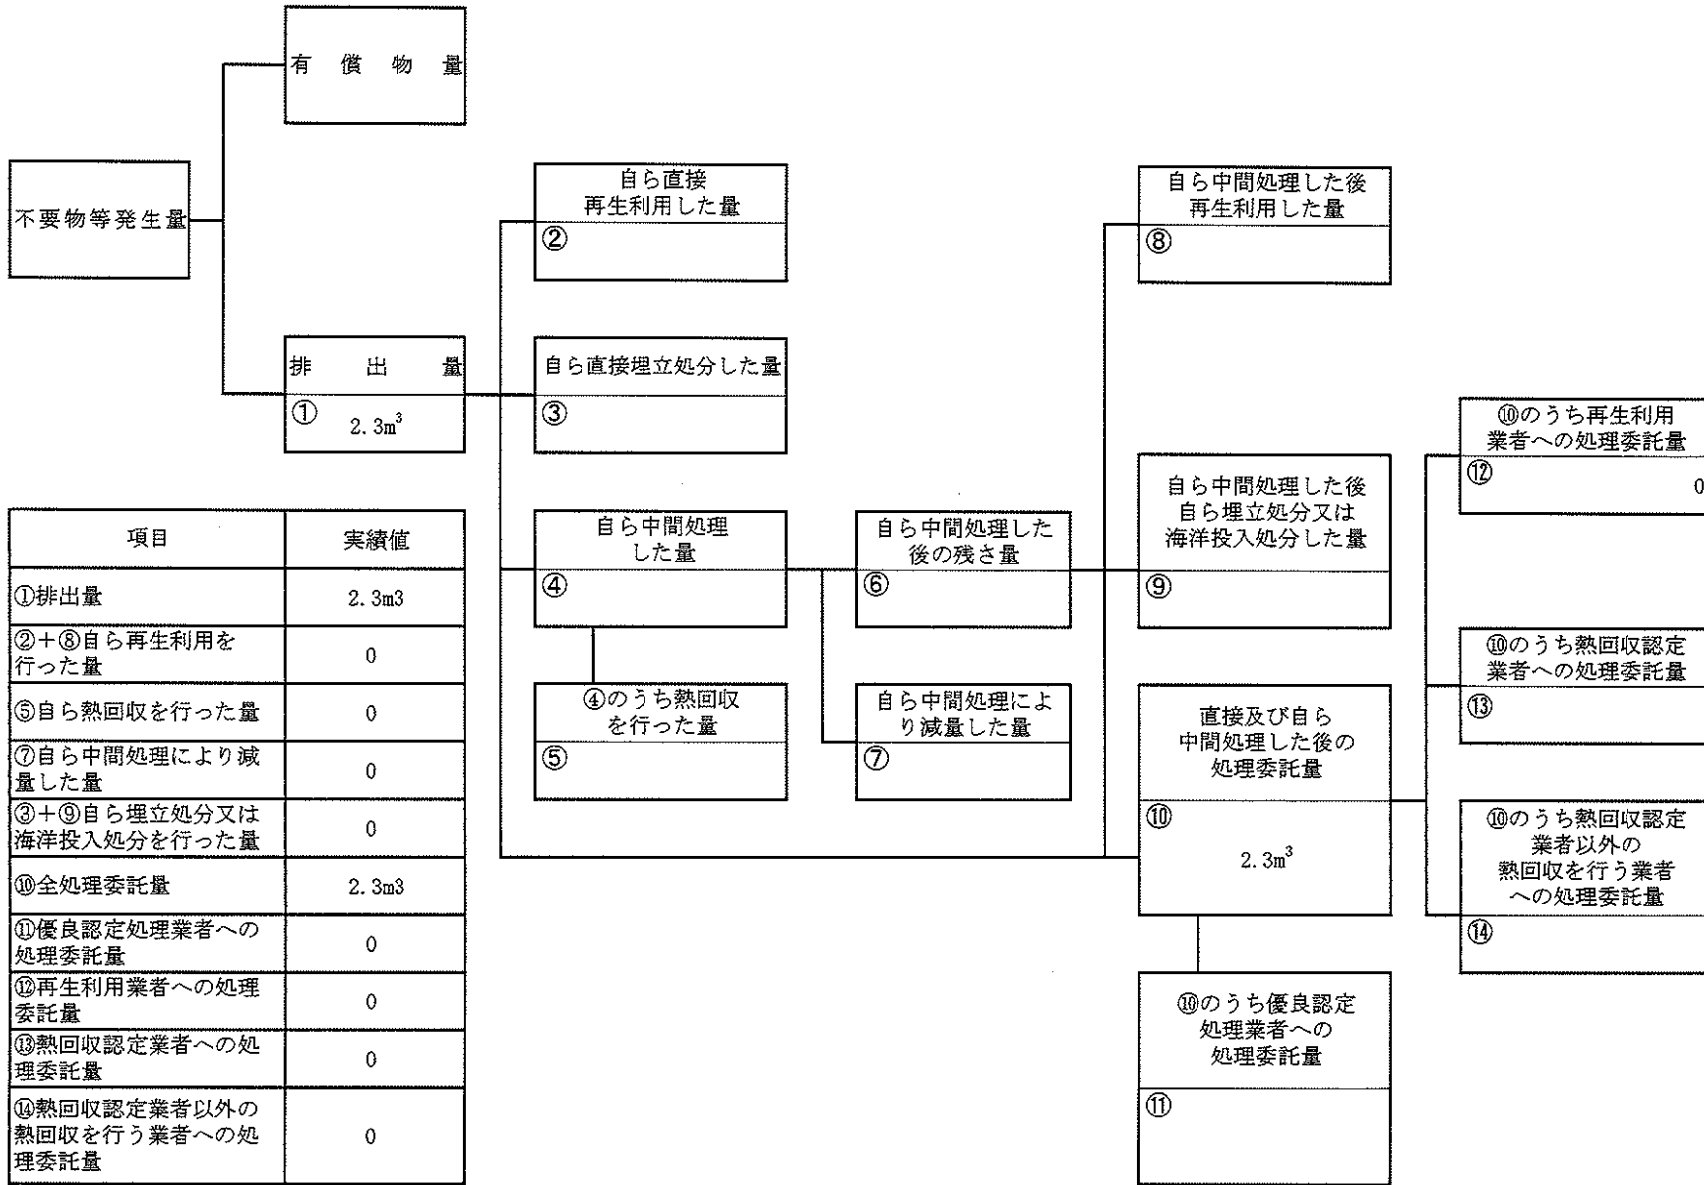 有償物量
不要物等発生量
排出量
①
2.3m³
自ら直接
再生利用した量
②
自ら直接埋立処分した量
③
自ら中間処理
した量
④
④のうち熱回収
を行った量
⑤
自ら中間処理した
後の残さ量
⑥
自ら中間処理によ
り減量した量
⑦
自ら中間処理した後
再生利用した量
⑧
自ら中間処理した後
自ら埋立処分又は
海洋投入処分した量
⑨
直接及び自ら
中間処理した後の
処理委託量
⑩
2.3m³
⑩のうち優良認定
処理業者への
処理委託量
⑪
⑩のうち再生利用
業者への処理委託量
⑫
0
⑩のうち熱回収認定
業者への処理委託量
⑬
⑩のうち熱回収認定
業者以外の
熱回収を行う業者
への処理委託量
⑭
項目 実績値
①排出量 2.3m3
②+⑧自ら再生利用を
行った量 0
⑤自ら熱回収を行った量 0
⑦自ら中間処理により減
量した量 0
③+⑨自ら埋立処分又は
海洋投入処分を行った量 0
⑩全処理委託量 2.3m3
⑪優良認定処理業者への
処理委託量 0
⑫再生利用業者への処理
委託量 0
⑬熱回収認定業者への処
理委託量 0
⑭熱回収認定業者以外の
熱回収を行う業者への処
理委託量 0